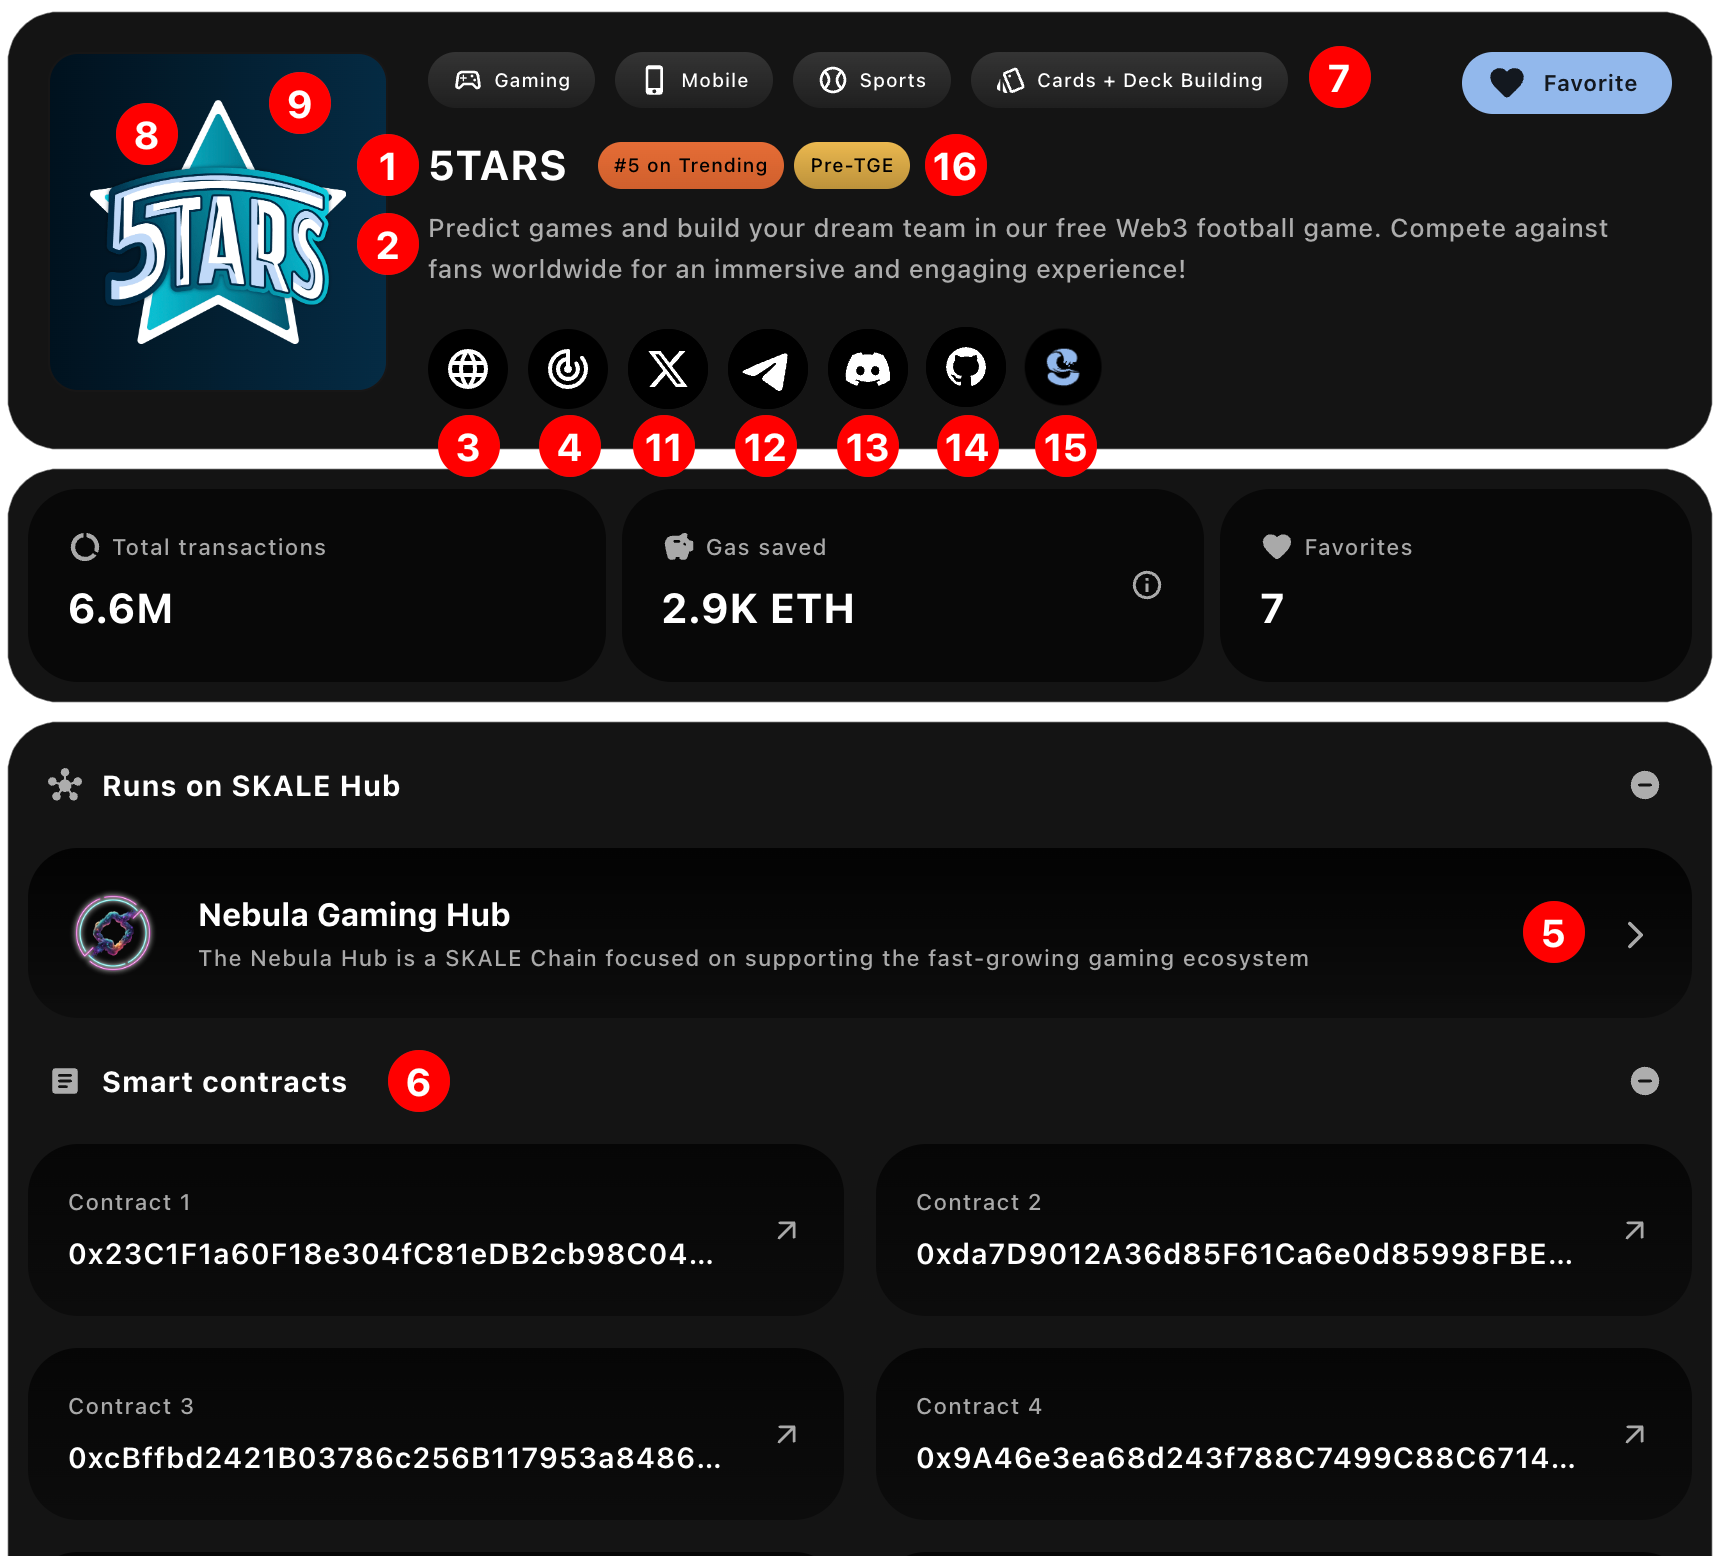 Gaming
Mobile
Sports
Cards + Deck Building
7
Favorite
8
9
5TARS
1
5TARS
#5 on Trending
Pre-TGE
16
2
Predict games and build your dream team in our free Web3 football game. Compete against
fans worldwide for an immersive and engaging experience!
3
4
11
12
13
14
15
Total transactions
6.6M
Gas saved
2.9K ETH
Favorites
7
Runs on SKALE Hub
Nebula Gaming Hub
The Nebula Hub is a SKALE Chain focused on supporting the fast-growing gaming ecosystem
5
Smart contracts
6
Contract 1
0x23C1F1a60F18e304fC81eDB2cb98C04...
Contract 2
0xda7D9012A36d85F61Ca6e0d85998FBE...
Contract 3
0xcBffbd2421B03786c256B117953a8486...
Contract 4
0x9A46e3ea68d243f788C7499C88C6714...